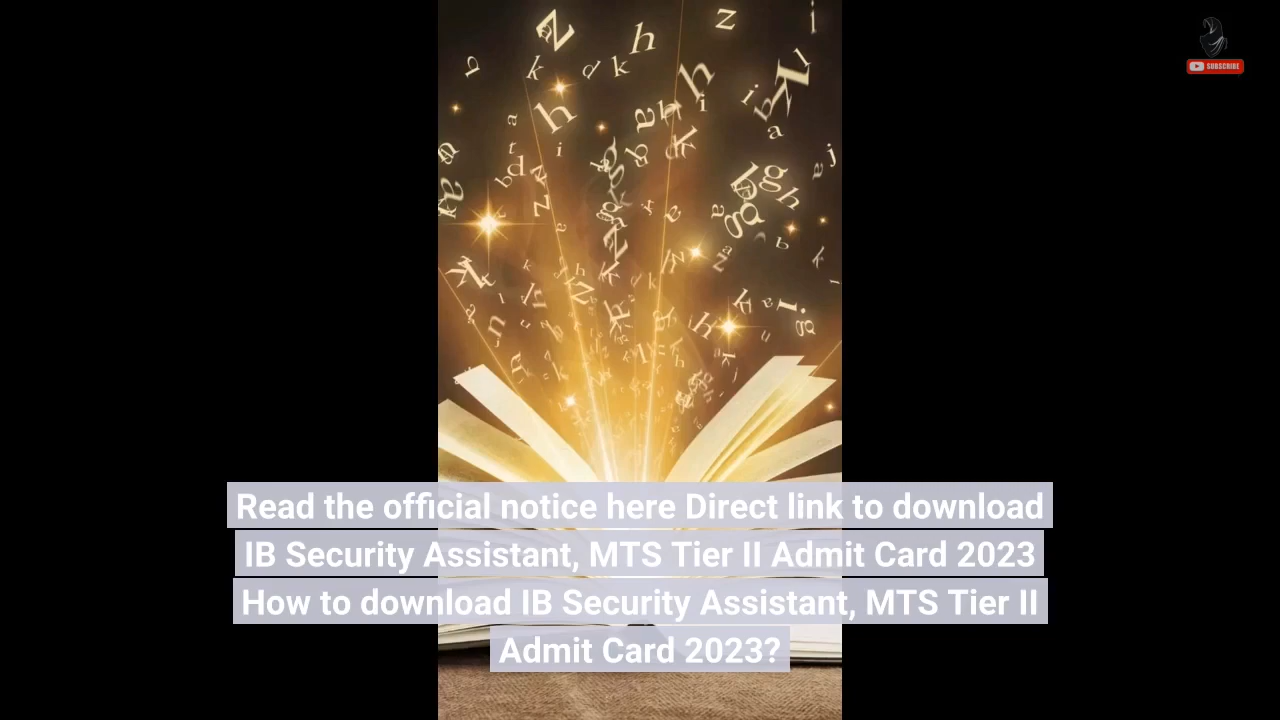 SUBSCRIBE
Read the official notice here Direct link to download
IB Security Assistant, MTS Tier II Admit Card 2023
How to download IB Security Assistant, MTS Tier II
Admit Card 2023?